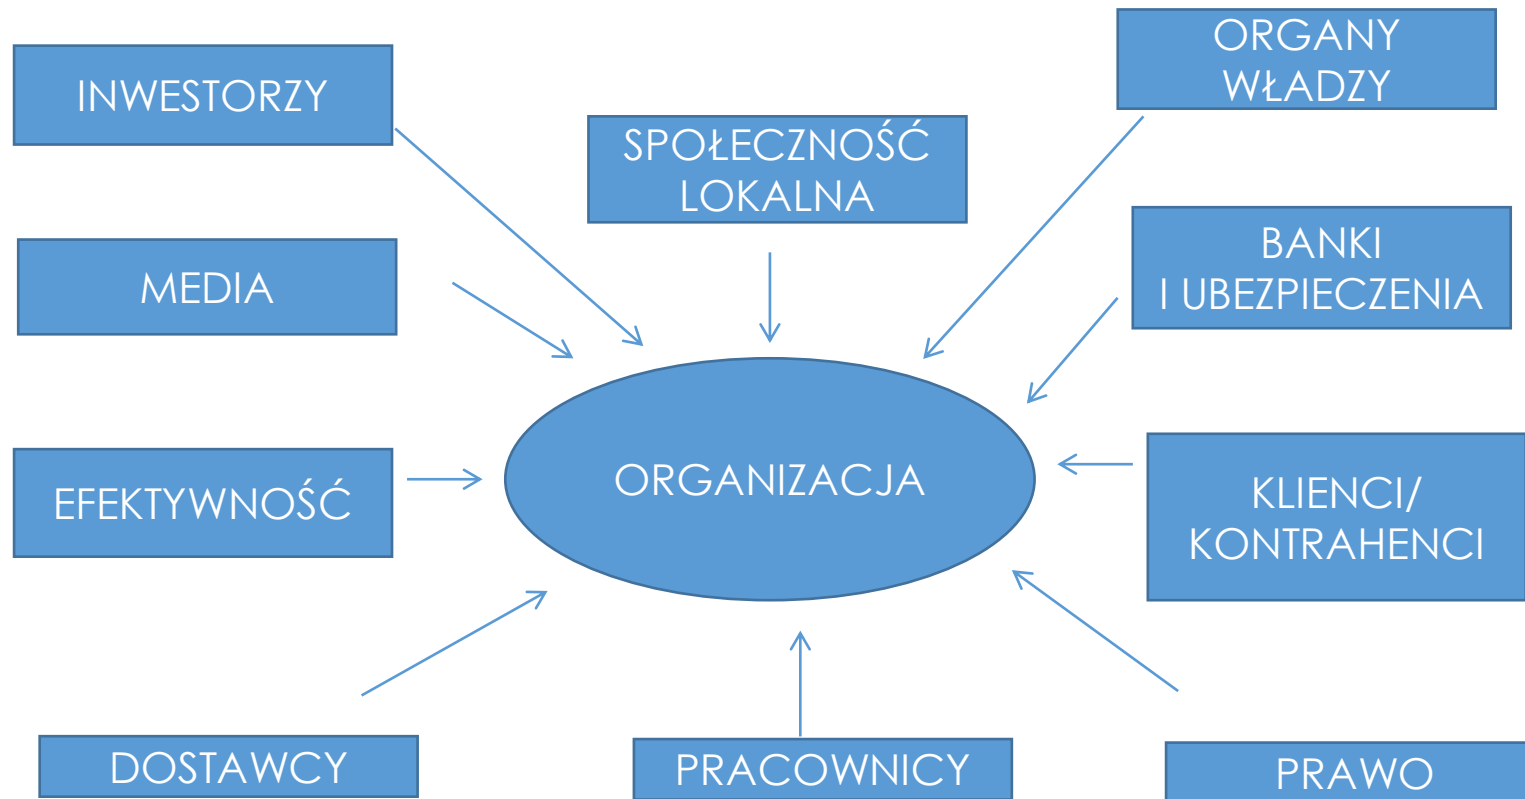 INWESTORZY
ORGANY
WŁADZY
SPOŁECZNOŚĆ
LOKALNA
MEDIA
BANKI
I UBEZPIECZENIA
EFEKTYWNOŚĆ
ORGANIZACJA
KLIENCI/
KONTRAHENCI
DOSTAWCY
PRACOWNICY
PRAWO